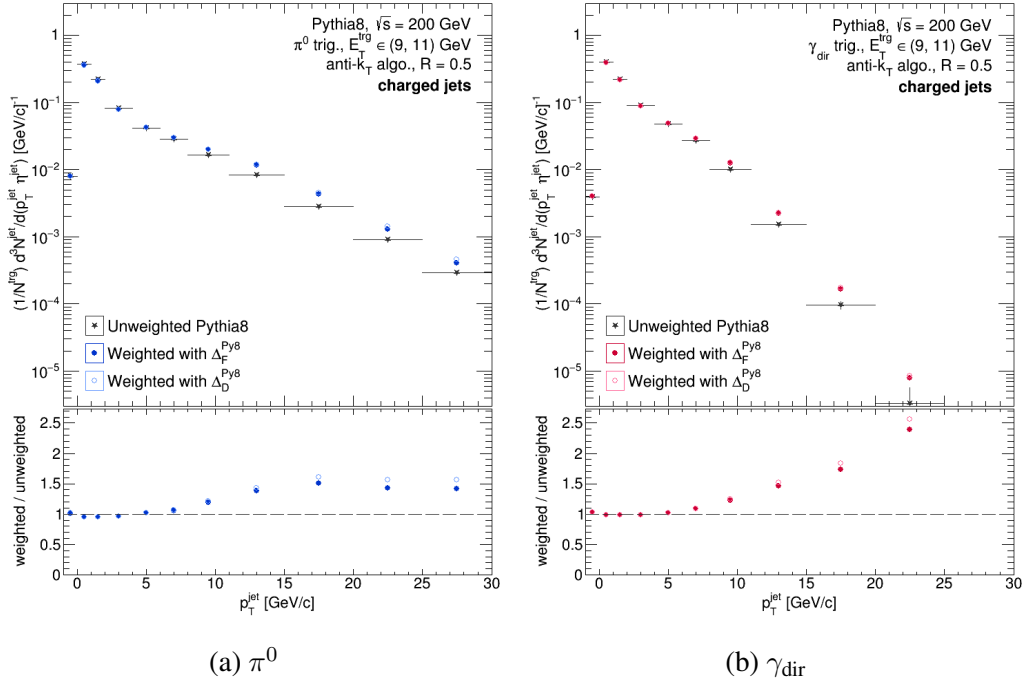 Pythia8, √s = 200 GeV
π⁰ trig., E_T^trg ∈ (9, 11) GeV
anti-k_T algo., R = 0.5
charged jets
(1/N^trg) d³N^jet/d(p_T^jet η^jet) [GeV/c]⁻¹
1
10⁻¹
10⁻²
10⁻³
10⁻⁴
10⁻⁵
Unweighted Pythia8
Weighted with Δ_F^Py8
Weighted with Δ_D^Py8
weighted / unweighted
2.5
2
1.5
1
0.5
0
0 5 10 15 20 25 30
p_T^jet [GeV/c]
(a) π⁰
Pythia8, √s = 200 GeV
γ_dir trig., E_T^trg ∈ (9, 11) GeV
anti-k_T algo., R = 0.5
charged jets
(1/N^trg) d³N^jet/d(p_T^jet η^jet) [GeV/c]⁻¹
1
10⁻¹
10⁻²
10⁻³
10⁻⁴
10⁻⁵
Unweighted Pythia8
Weighted with Δ_F^Py8
Weighted with Δ_D^Py8
weighted / unweighted
2.5
2
1.5
1
0.5
0
0 5 10 15 20 25 30
p_T^jet [GeV/c]
(b) γ_dir